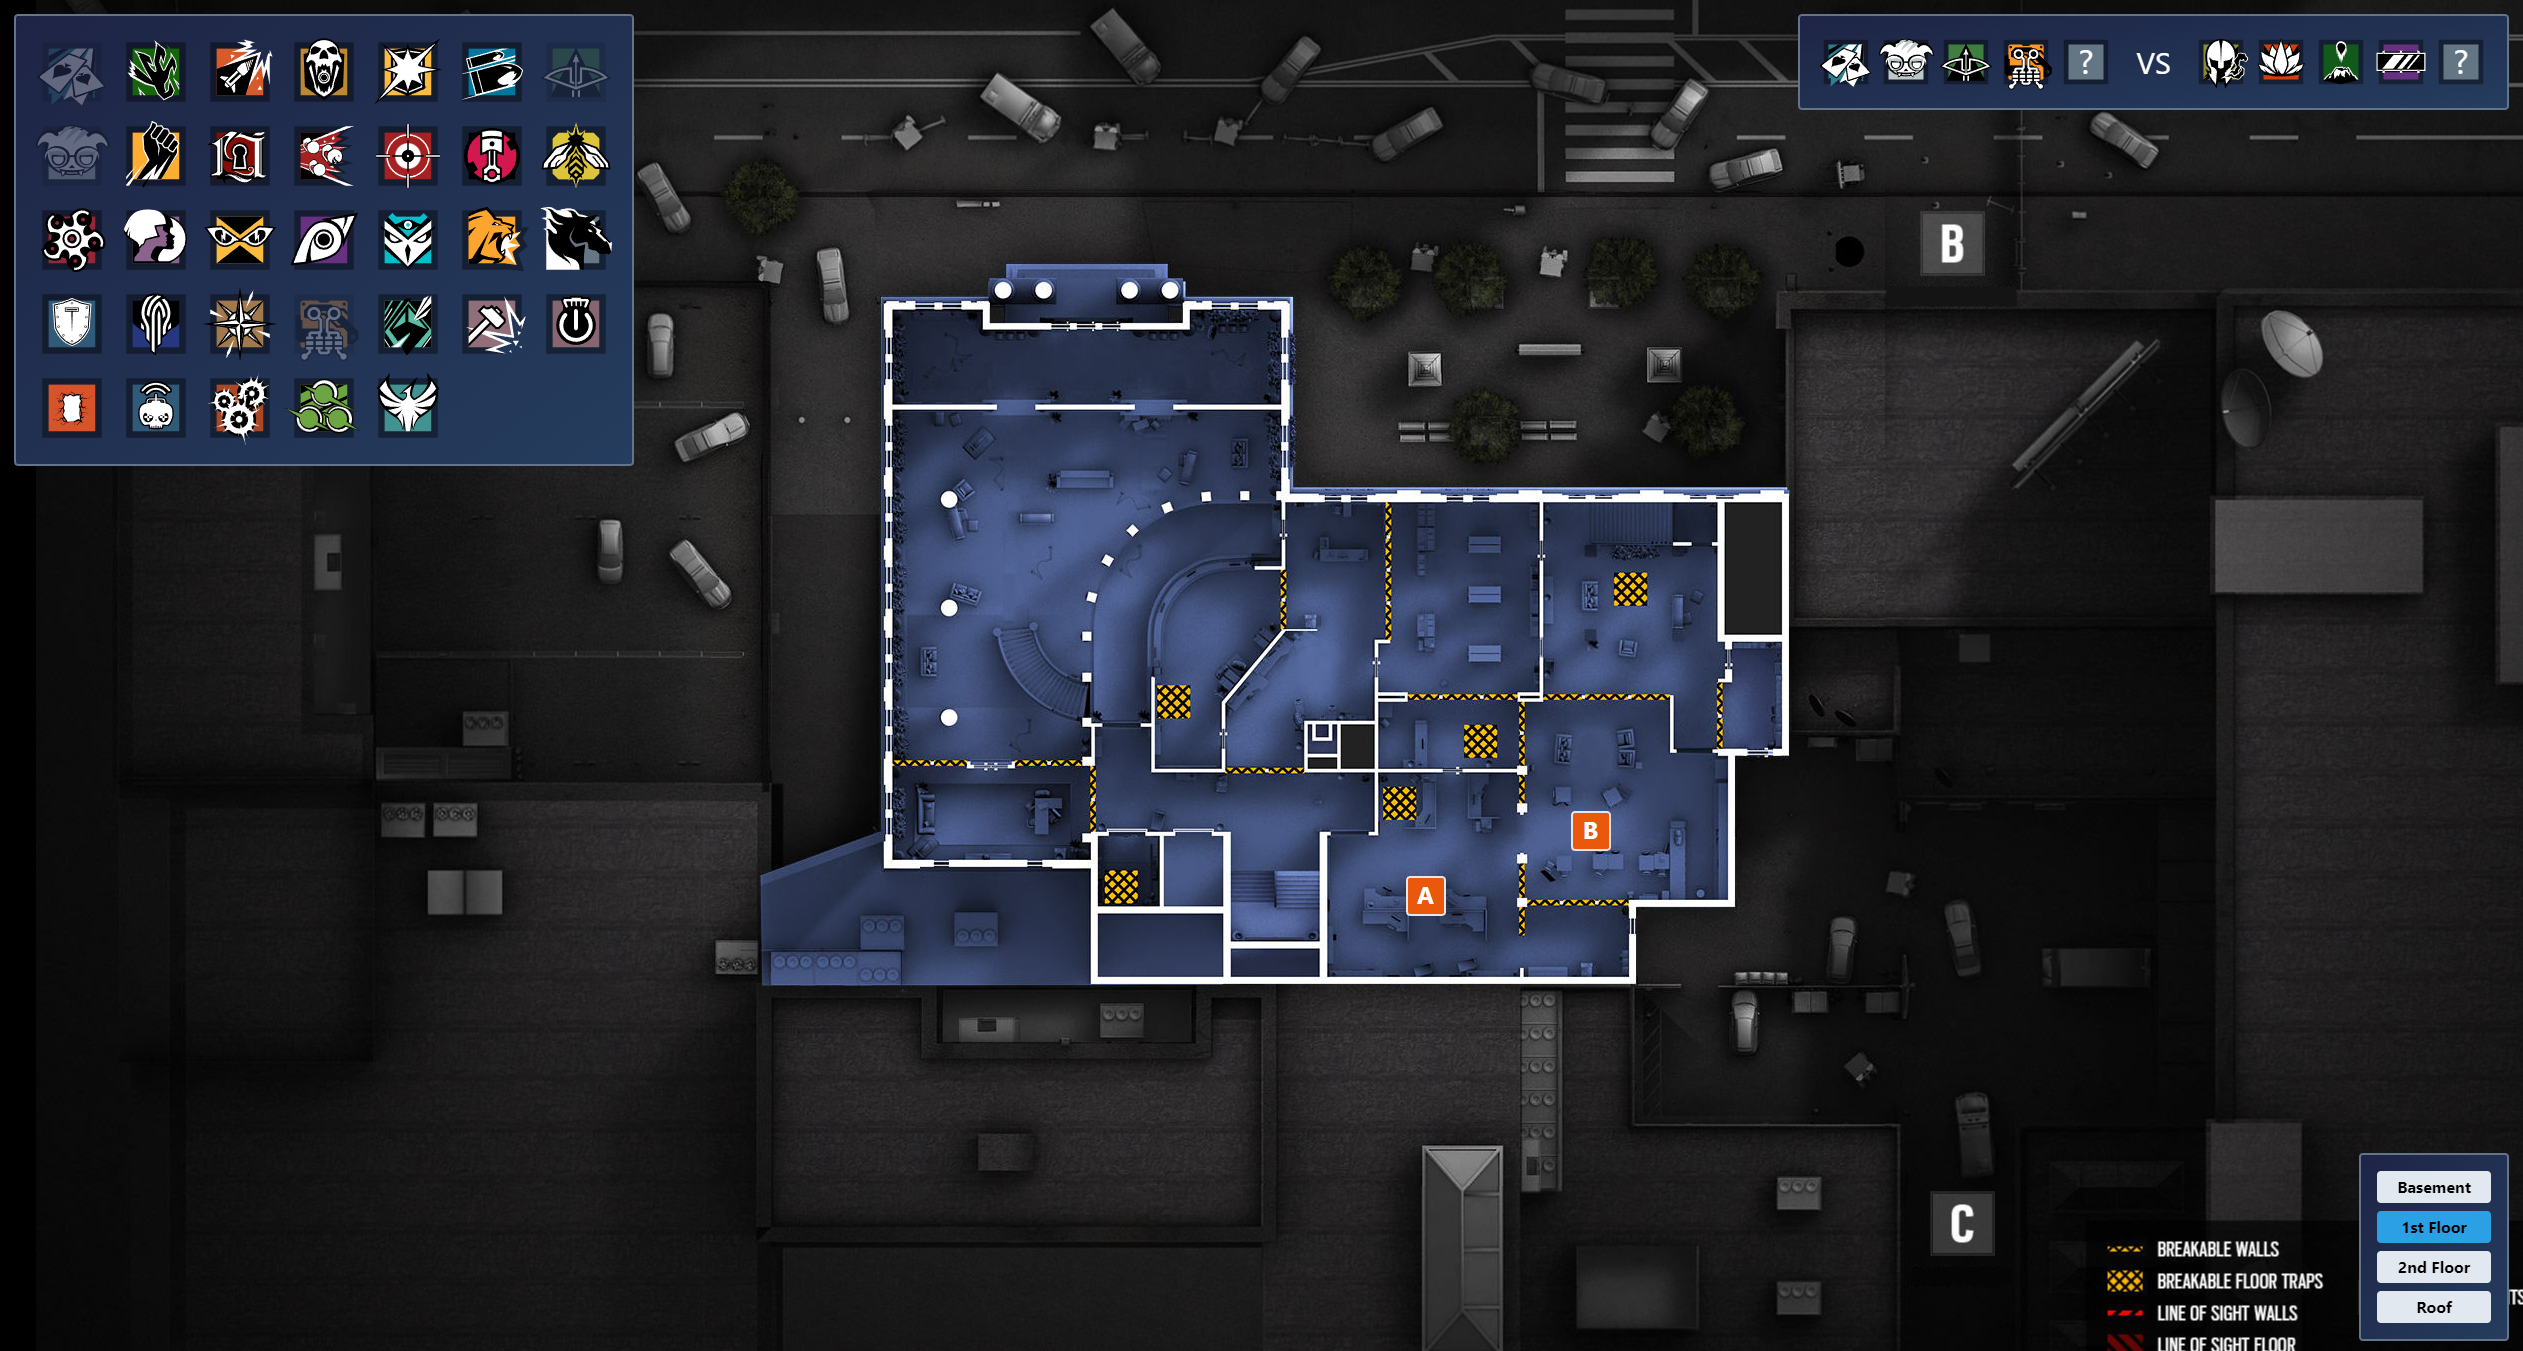 ? VS ?
B
B
A
C
Basement
1st Floor
2nd Floor
Roof
BREAKABLE WALLS
BREAKABLE FLOOR TRAPS
LINE OF SIGHT WALLS
LINE OF SIGHT FLOOR